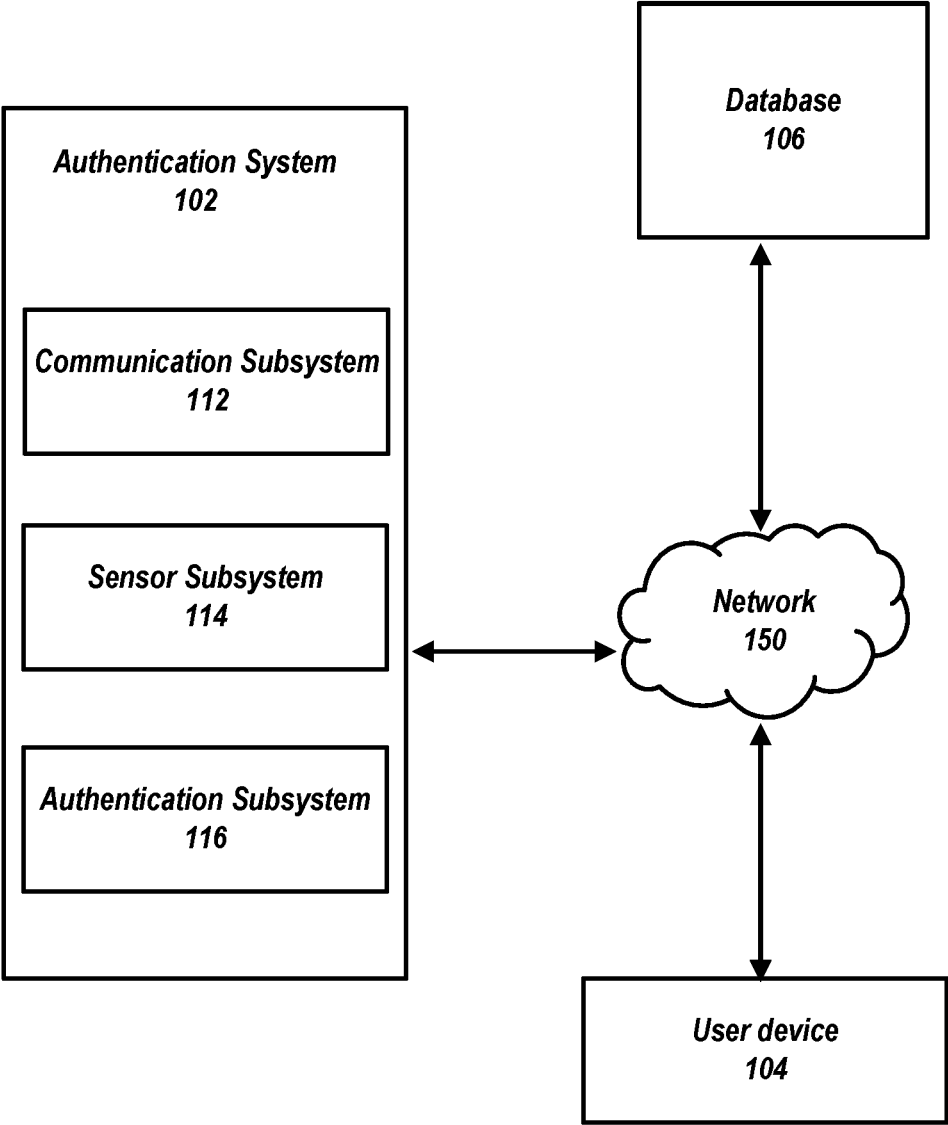 Authentication System
102
Communication Subsystem
112
Sensor Subsystem
114
Authentication Subsystem
116
Database
106
Network
150
User device
104